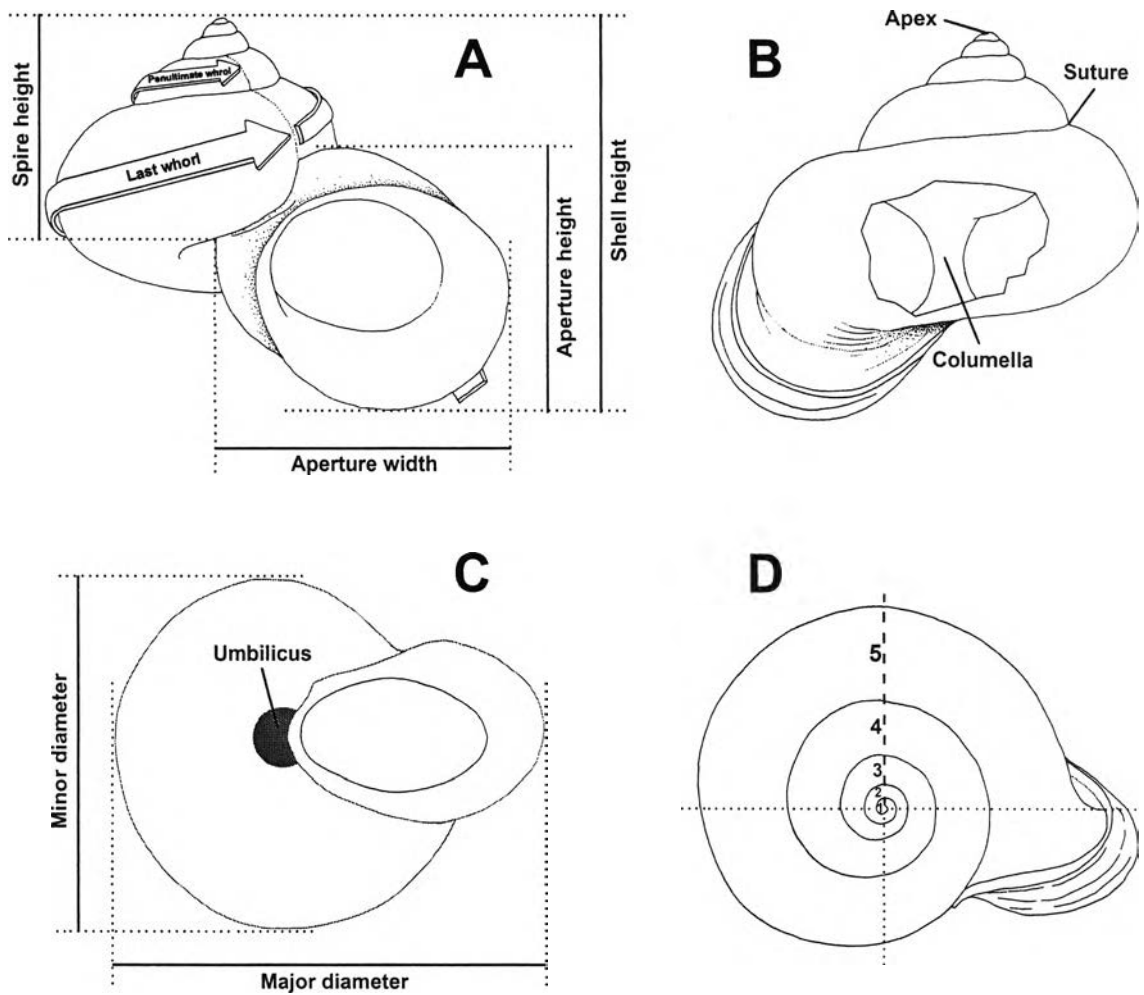 A
Spire height
Penultimate whrol
Last whorl
Aperture height
Shell height
Aperture width
B
Apex
Suture
Columella
C
Umbilicus
Minor diameter
Major diameter
D
5
4
3
2
1